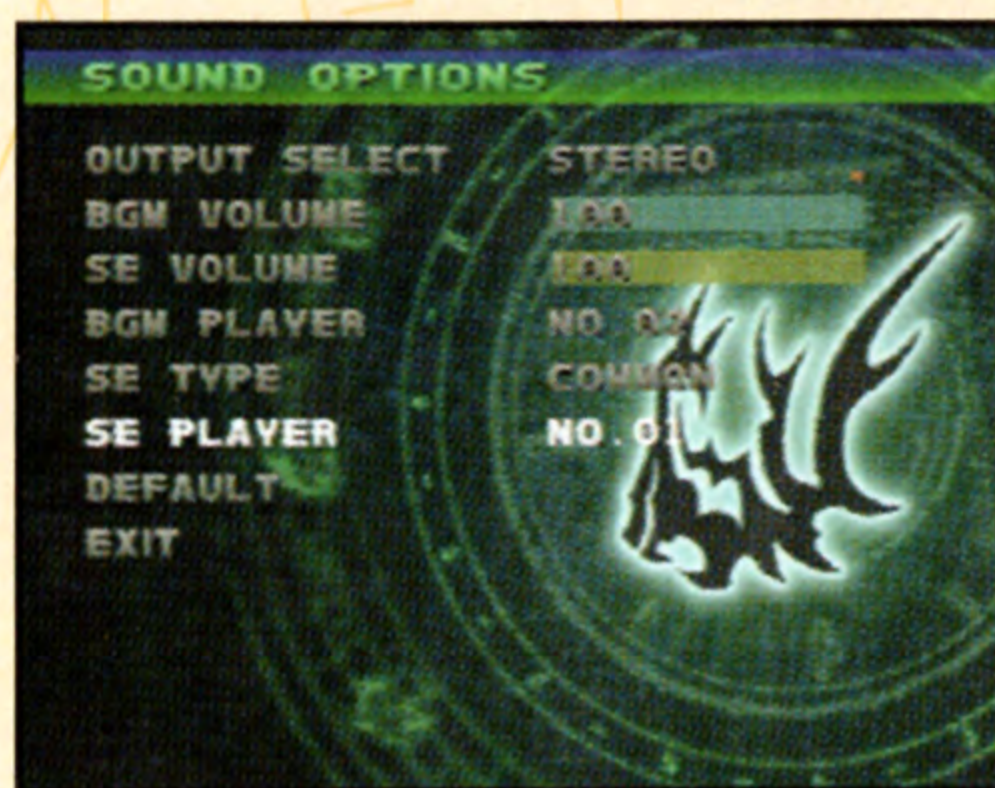 SOUND OPTIONS
OUTPUT SELECT STEREO
BGM VOLUME 100
SE VOLUME 100
BGM PLAYER NO
SE TYPE COMMON
SE PLAYER NO.01
DEFAULT
EXIT